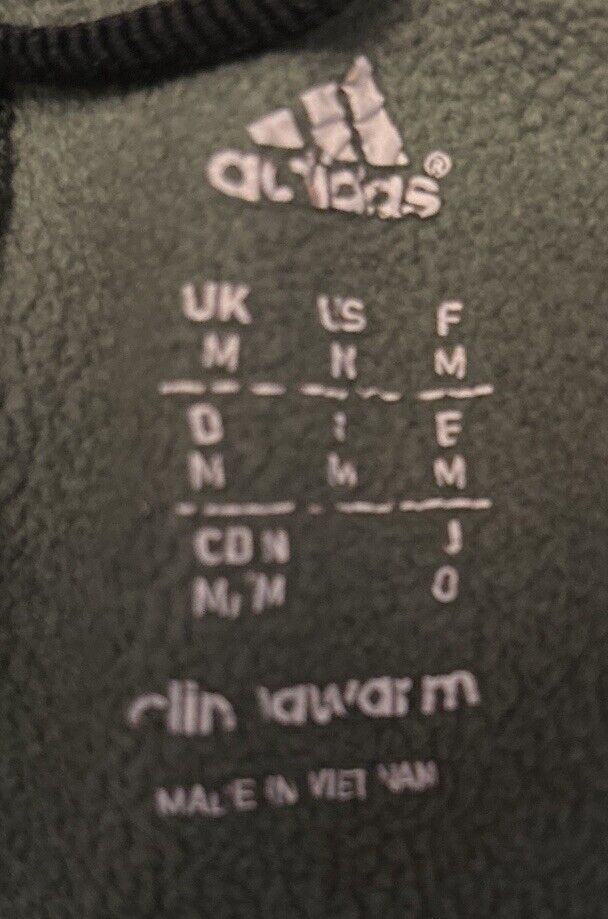 adidas®
UK US F
M M M
D I E
M M M
CDN J
M/M O
climawarm
MADE IN VIETNAM